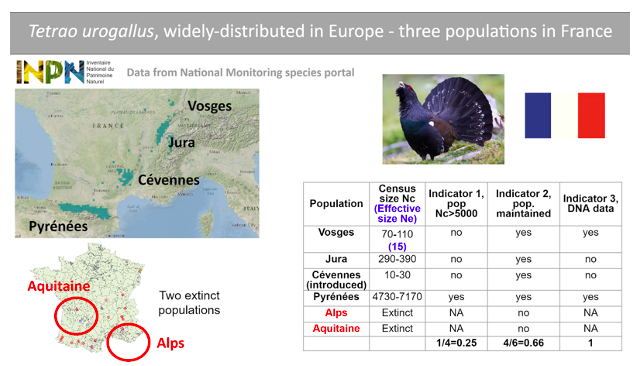 Tetrao urogallus, widely-distributed in Europe - three populations in France
INPN
Inventaire
National du
Patrimoine
Naturel
Data from National Monitoring species portal
Vosges
FRANCE
Jura
Cévennes
Pyrénées
Aquitaine
Alps
Two extinct
populations
Population | Census size Nc (Effective size Ne) | Indicator 1, pop Nc>5000 | Indicator 2, pop. maintained | Indicator 3, DNA data
Vosges | 70-110 (15) | no | yes | yes
Jura | 290-390 | no | yes | no
Cévennes (introduced) | 10-30 | no | yes | no
Pyrénées | 4730-7170 | yes | yes | yes
Alps | Extinct | NA | no | NA
Aquitaine | Extinct | NA | no | NA
1/4=0.25 | 4/6=0.66 | 1